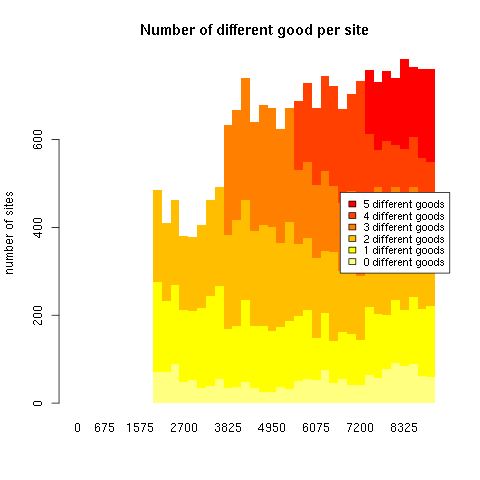 Number of different good per site
number of sites
600
400
200
0
5 different goods
4 different goods
3 different goods
2 different goods
1 different goods
0 different goods
0 675 1575 2700 3825 4950 6075 7200 8325